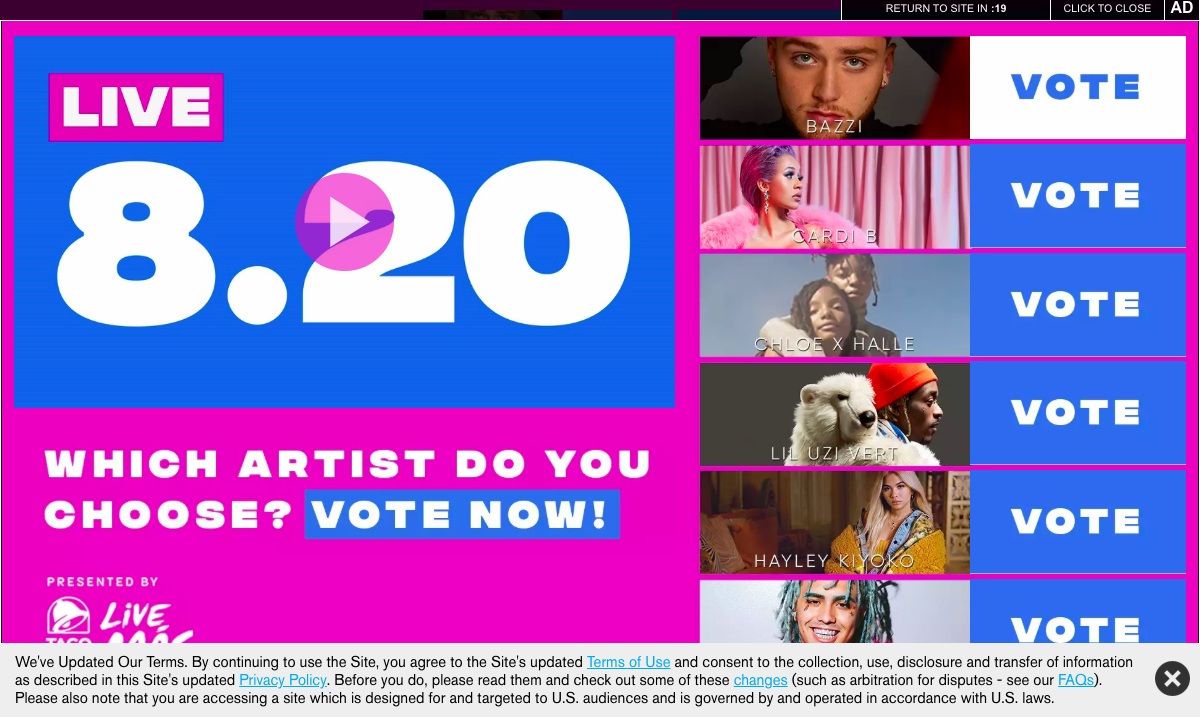 RETURN TO SITE IN :19
CLICK TO CLOSE
AD
LIVE
8.20
WHICH ARTIST DO YOU
CHOOSE? VOTE NOW!
PRESENTED BY
LiVE
TACO
BAZZI
VOTE
CARDI B
VOTE
CHLOE X HALLE
VOTE
LIL UZI VERT
VOTE
HAYLEY KIYOKO
VOTE
VOTE
We've Updated Our Terms. By continuing to use the Site, you agree to the Site's updated Terms of Use and consent to the collection, use, disclosure and transfer of information
as described in this Site's updated Privacy Policy. Before you do, please read them and check out some of these changes (such as arbitration for disputes - see our FAQs).
Please also note that you are accessing a site which is designed for and targeted to U.S. audiences and is governed by and operated in accordance with U.S. laws.